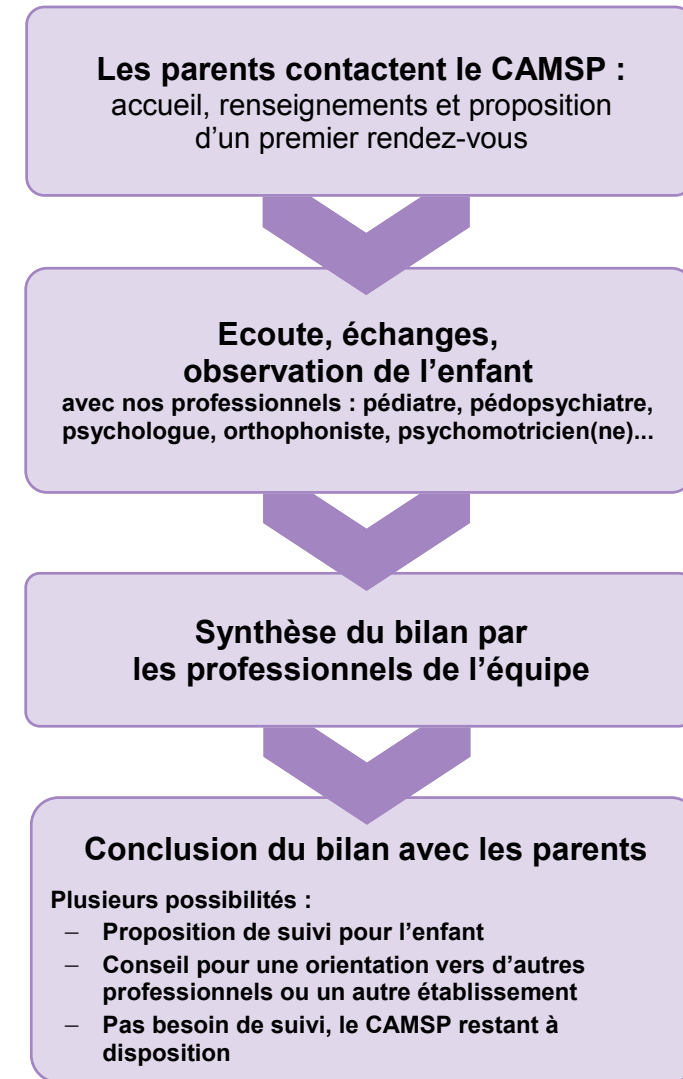 Les parents contactent le CAMSP :
accueil, renseignements et proposition
d’un premier rendez-vous
Ecoute, échanges,
observation de l’enfant
avec nos professionnels : pédiatre, pédopsychiatre,
psychologue, orthophoniste, psychomotricien(ne)...
Synthèse du bilan par
les professionnels de l’équipe
Conclusion du bilan avec les parents
Plusieurs possibilités :
– Proposition de suivi pour l’enfant
– Conseil pour une orientation vers d’autres
professionnels ou un autre établissement
– Pas besoin de suivi, le CAMSP restant à
disposition